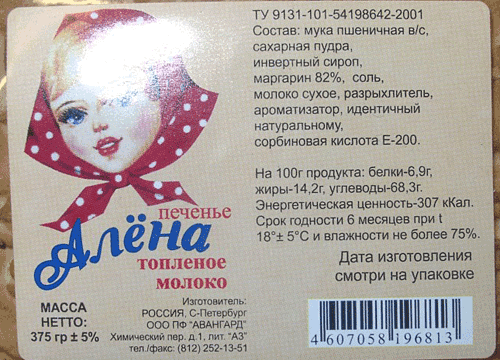 ТУ 9131-101-54198642-2001
Состав: мука пшеничная в/с,
сахарная пудра,
инвертный сироп,
маргарин 82%, соль,
молоко сухое, разрыхлитель,
ароматизатор, идентичный
натуральному,
сорбиновая кислота Е-200.
На 100г продукта: белки-6,9г,
жиры-14,2г, углеводы-68,3г.
Энергетическая ценность-307 кКал.
Срок годности 6 месяцев при t
18°± 5°С и влажности не более 75%.
Дата изготовления
смотри на упаковке
печенье
Алёна
топленое
молоко
МАССА
НЕТТО:
375 гр ± 5%
Изготовитель:
РОССИЯ, С-Петербург
ООО ПФ "АВАНГАРД"
Химический пер. д.1, лит. "А3"
тел./факс: (812) 252-13-51
4 607058 196813